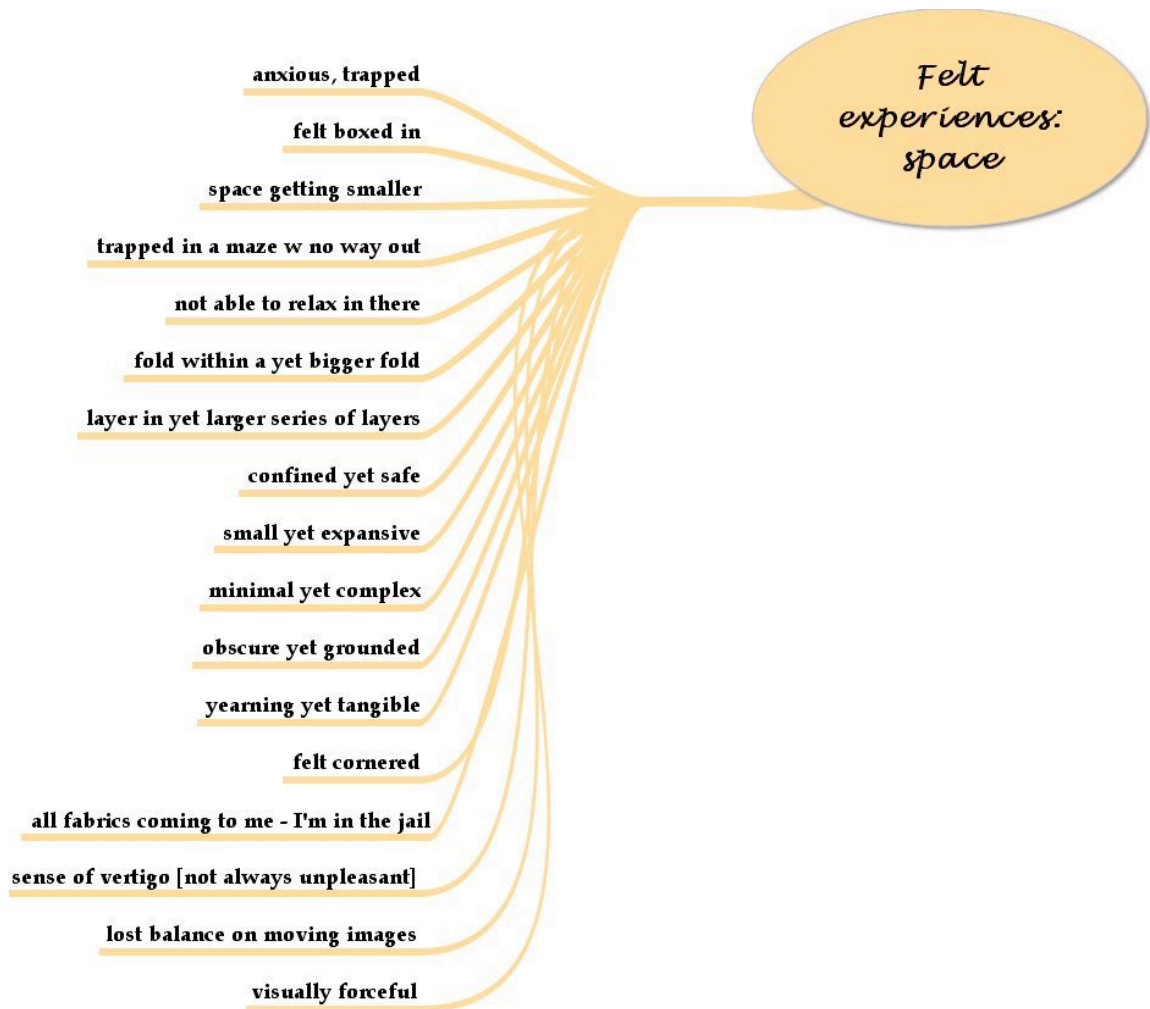 Felt
experiences:
space
anxious, trapped
felt boxed in
space getting smaller
trapped in a maze w no way out
not able to relax in there
fold within a yet bigger fold
layer in yet larger series of layers
confined yet safe
small yet expansive
minimal yet complex
obscure yet grounded
yearning yet tangible
felt cornered
all fabrics coming to me - I'm in the jail
sense of vertigo [not always unpleasant]
lost balance on moving images
visually forceful